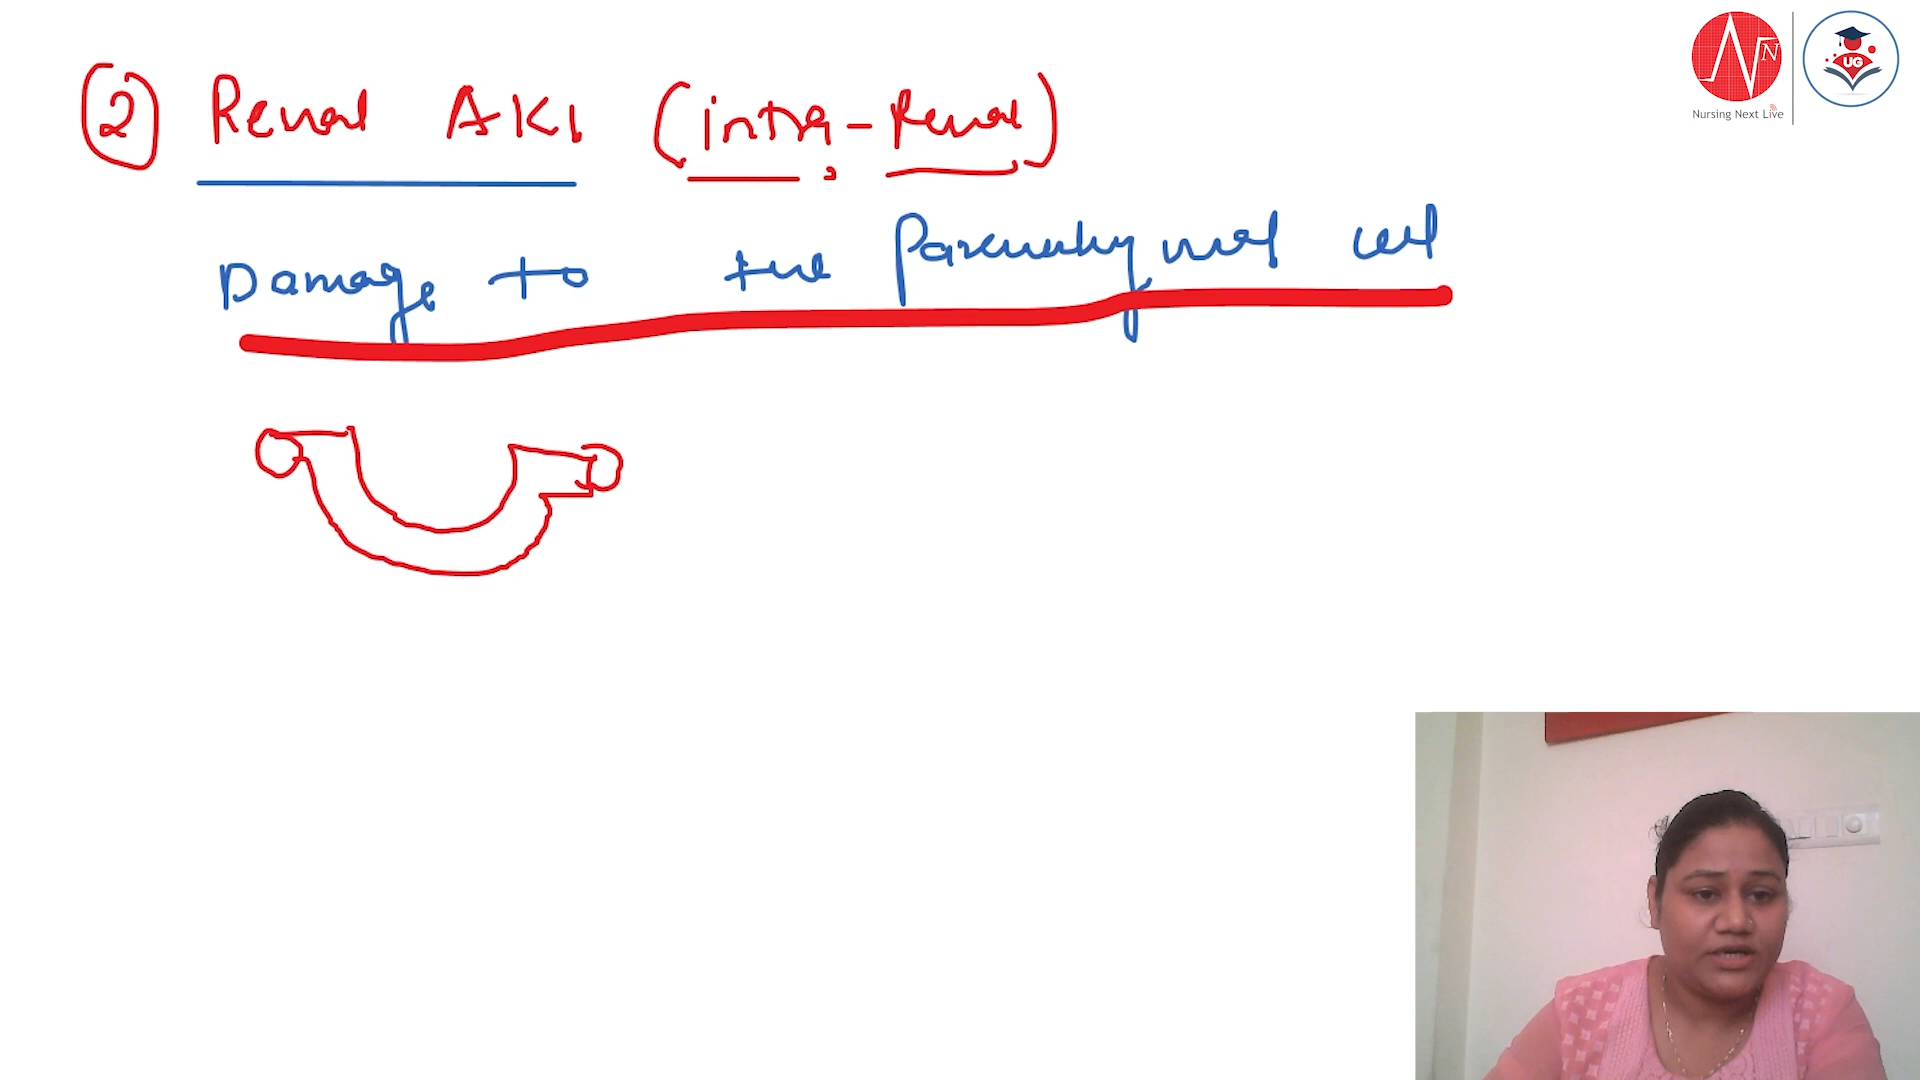 ② Renal AKI (intra-Renal)
Damage to the Parenchymal cell
N
UG
Nursing Next Live